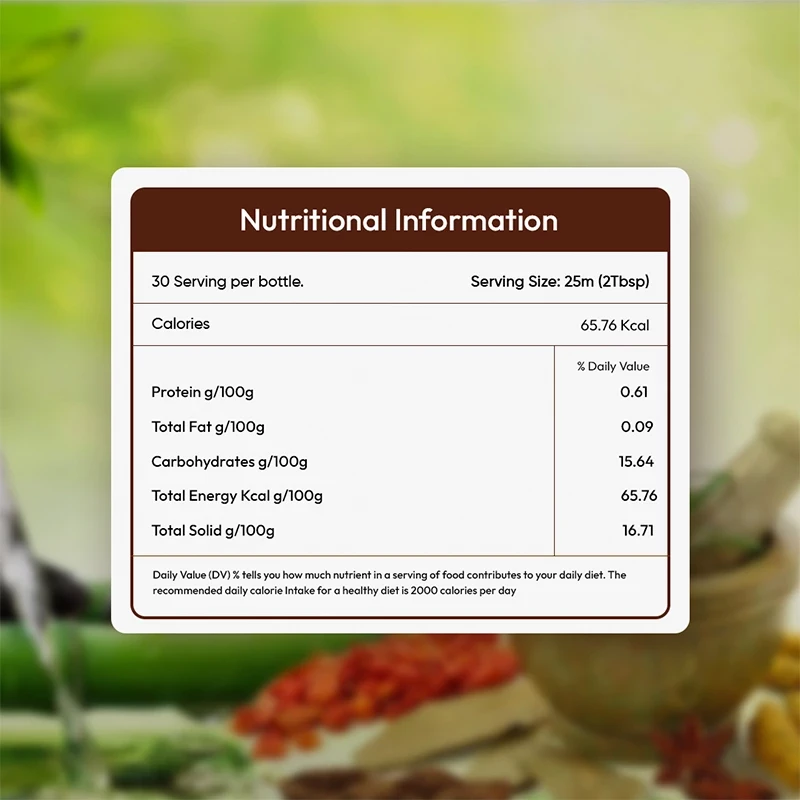 Nutritional Information
30 Serving per bottle. Serving Size: 25m (2Tbsp)
Calories 65.76 Kcal
% Daily Value
Protein g/100g 0.61
Total Fat g/100g 0.09
Carbohydrates g/100g 15.64
Total Energy Kcal g/100g 65.76
Total Solid g/100g 16.71
Daily Value (DV) % tells you how much nutrient in a serving of food contributes to your daily diet. The
recommended daily calorie Intake for a healthy diet is 2000 calories per day